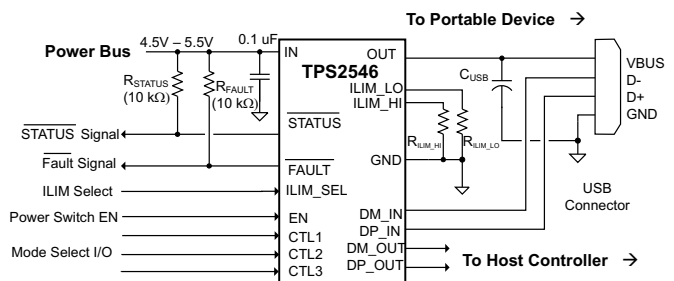 To Portable Device →
Power Bus
4.5V – 5.5V
0.1 uF
IN
OUT
TPS2546
VBUS
D-
D+
GND
RSTATUS
(10 kΩ)
RFAULT
(10 kΩ)
CUSB
ILIM_LO
ILIM_HI
STATUS
STATUS Signal
RILIM_HI
RILIM_LO
Fault Signal
FAULT
GND
ILIM Select
ILIM_SEL
USB
Connector
Power Switch EN
EN
DM_IN
DP_IN
CTL1
Mode Select I/O
CTL2
CTL3
DM_OUT
DP_OUT
To Host Controller →